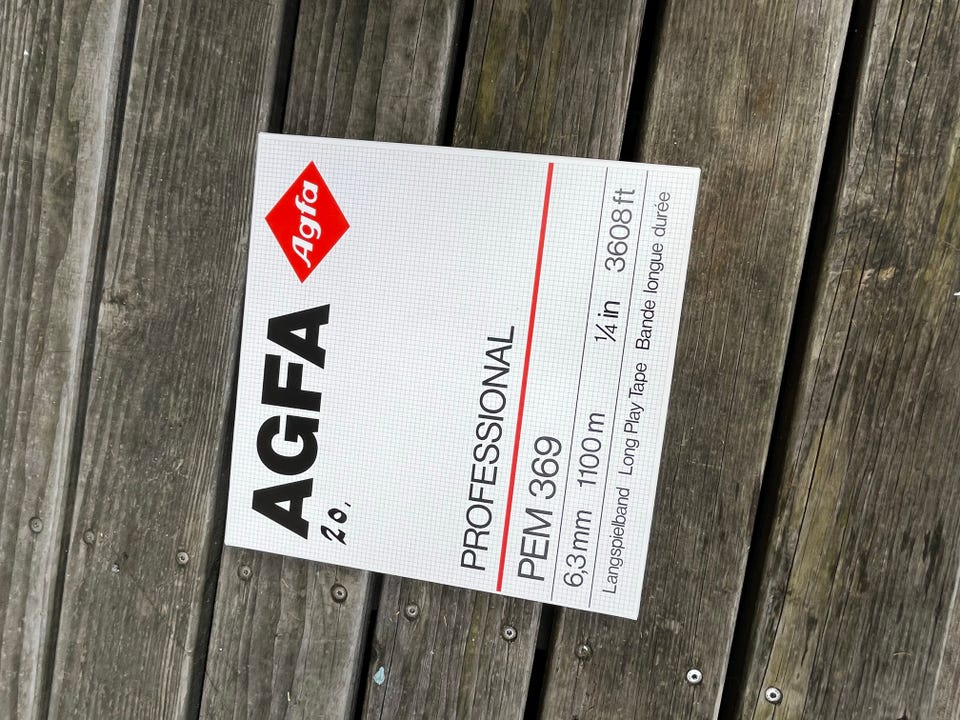 AGFA Agfa
20.
PROFESSIONAL
PEM 369
6,3 mm 1100 m ¼ in 3608 ft
Langspielband Long Play Tape Bande longue durée